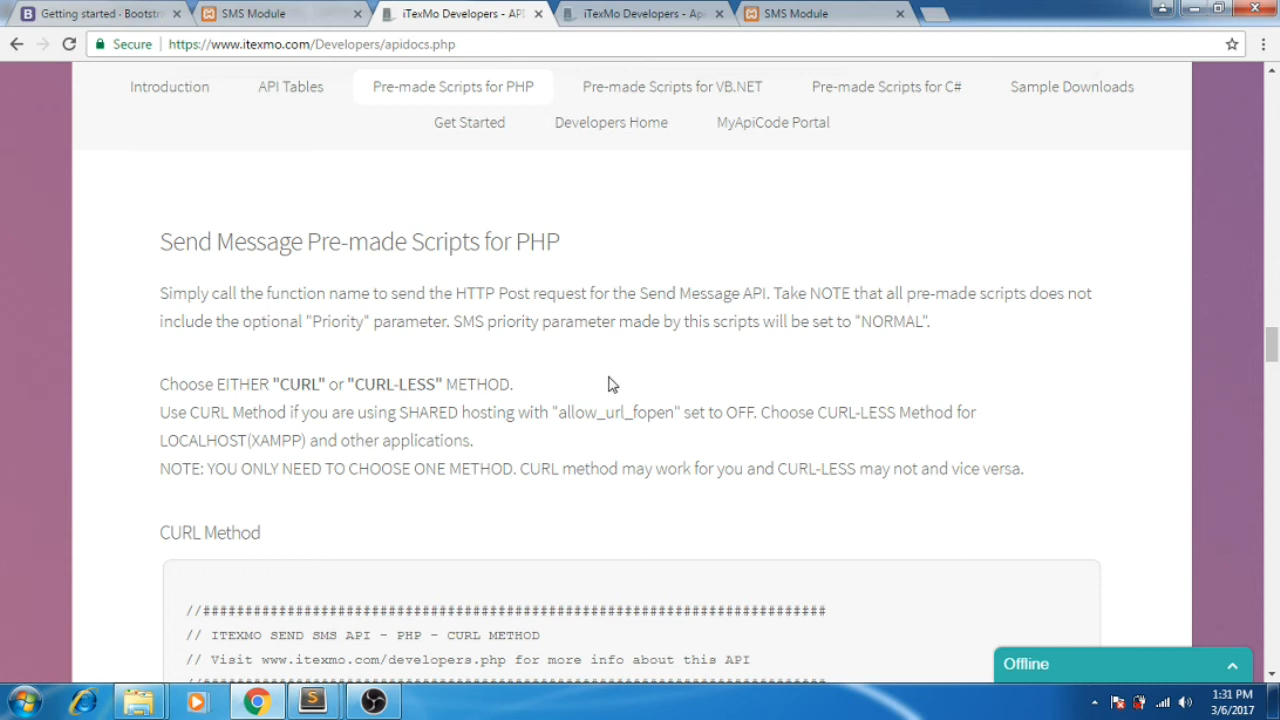 Getting started · Bootstr
SMS Module
iTexMo Developers - API
iTexMo Developers - Ap
SMS Module
Secure
https://www.itexmo.com/Developers/apidocs.php
Introduction
API Tables
Pre-made Scripts for PHP
Pre-made Scripts for VB.NET
Pre-made Scripts for C#
Sample Downloads
Get Started
Developers Home
MyApiCode Portal
Send Message Pre-made Scripts for PHP
Simply call the function name to send the HTTP Post request for the Send Message API. Take NOTE that all pre-made scripts does not
include the optional "Priority" parameter. SMS priority parameter made by this scripts will be set to "NORMAL".
Choose EITHER "CURL" or "CURL-LESS" METHOD.
Use CURL Method if you are using SHARED hosting with "allow_url_fopen" set to OFF. Choose CURL-LESS Method for
LOCALHOST(XAMPP) and other applications.
NOTE: YOU ONLY NEED TO CHOOSE ONE METHOD. CURL method may work for you and CURL-LESS may not and vice versa.
CURL Method
//##########################################################################
// ITEXMO SEND SMS API - PHP - CURL METHOD
// Visit www.itexmo.com/developers.php for more info about this API
//##########################################################################
Offline
1:31 PM
3/6/2017